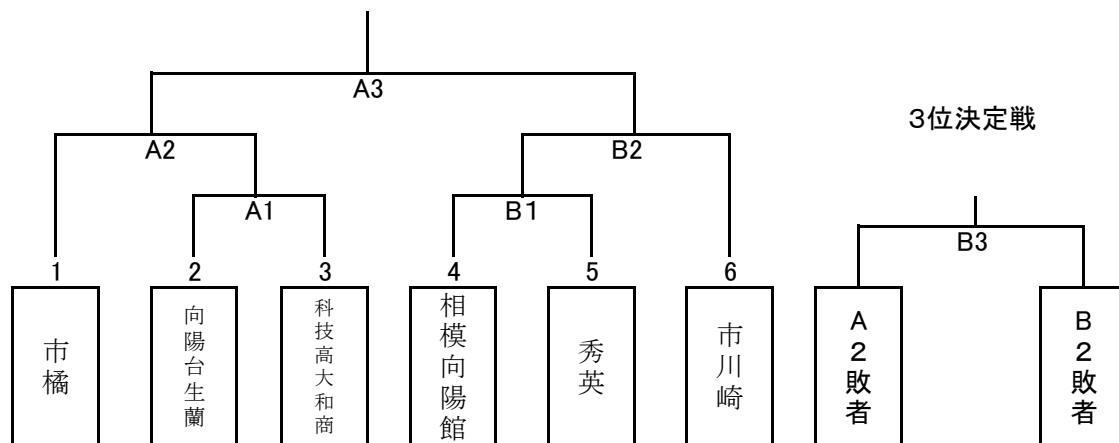 A3
3位決定戦
A2
B2
A1
B1
B3
1
2
3
4
5
6
市橘
向陽台生蘭
科技高大和商
相模向陽館
秀英
市川崎
A2敗者
B2敗者